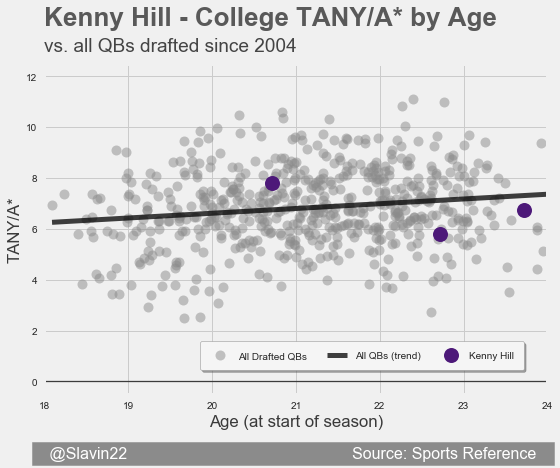 Kenny Hill - College TANY/A* by Age
vs. all QBs drafted since 2004
12
10
8
6
4
2
0
TANY/A*
All Drafted QBs
All QBs (trend)
Kenny Hill
18
19
20
21
22
23
24
Age (at start of season)
@Slavin22
Source: Sports Reference